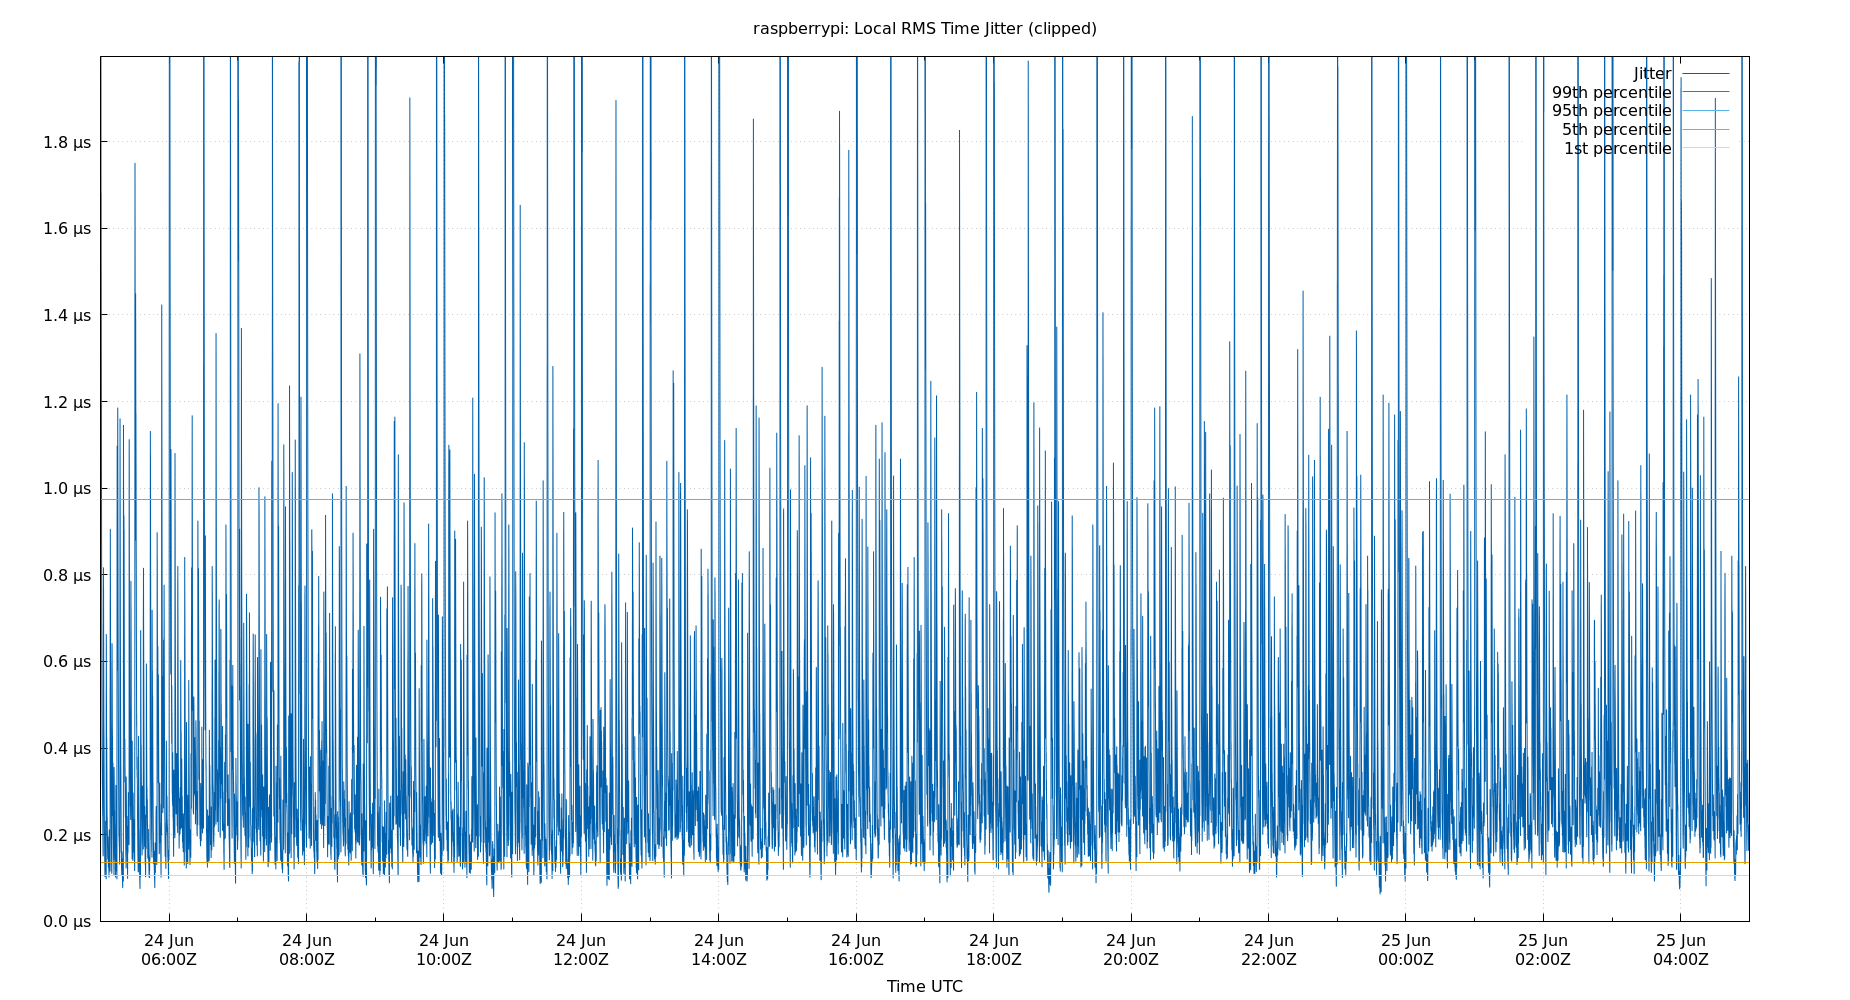 raspberrypi: Local RMS Time Jitter (clipped)
Jitter
99th percentile
95th percentile
5th percentile
1st percentile
1.8 µs
1.6 µs
1.4 µs
1.2 µs
1.0 µs
0.8 µs
0.6 µs
0.4 µs
0.2 µs
0.0 µs
24 Jun 24 Jun 24 Jun 24 Jun 24 Jun 24 Jun 24 Jun 24 Jun 24 Jun 25 Jun 25 Jun 25 Jun
06:00Z 08:00Z 10:00Z 12:00Z 14:00Z 16:00Z 18:00Z 20:00Z 22:00Z 00:00Z 02:00Z 04:00Z
Time UTC